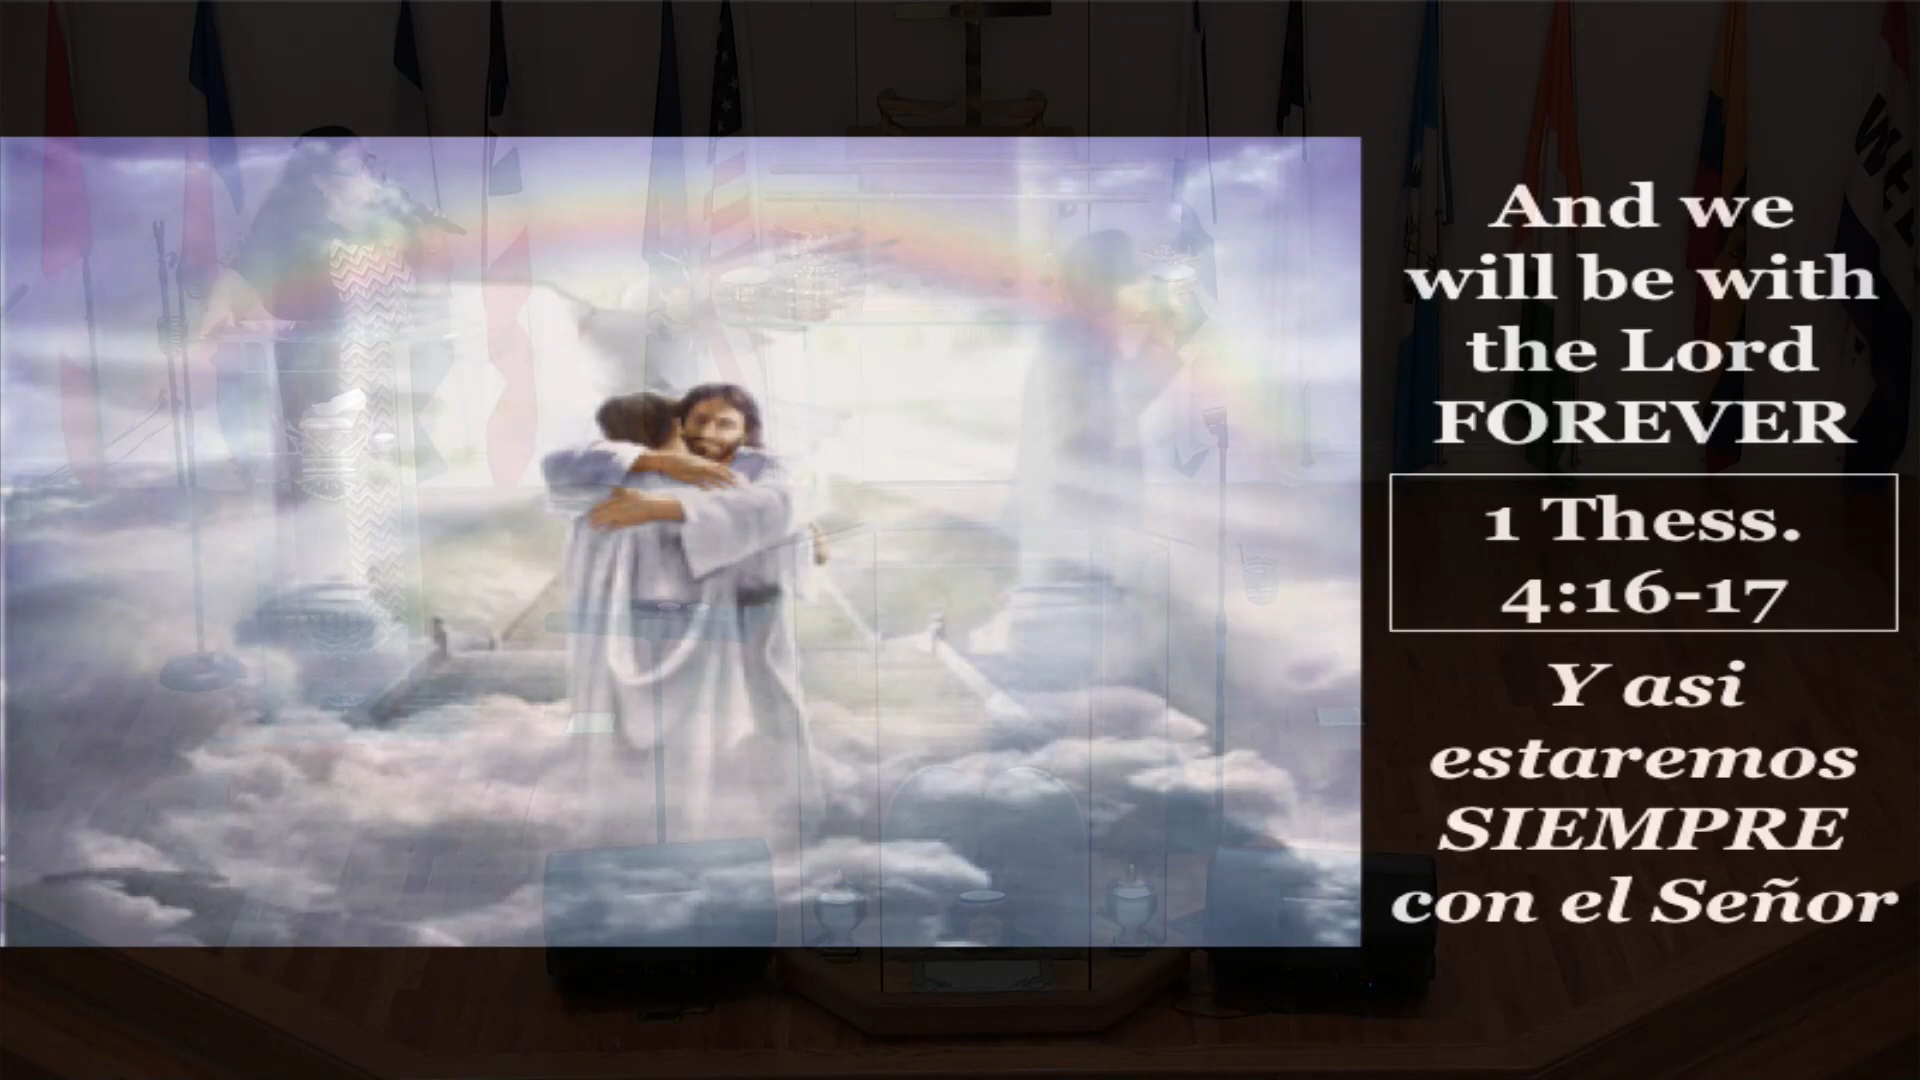 And we
will be with
the Lord
FOREVER
1 Thess.
4:16-17
Y asi
estaremos
SIEMPRE
con el Señor